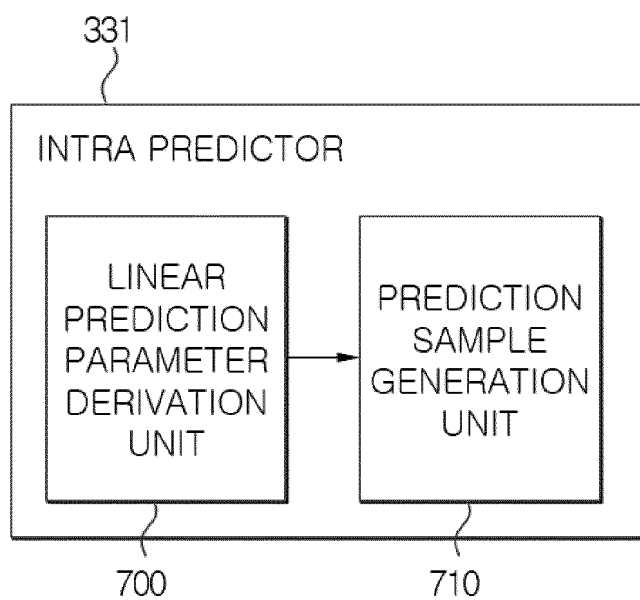 331
INTRA PREDICTOR
LINEAR
PREDICTION
PARAMETER
DERIVATION
UNIT
PREDICTION
SAMPLE
GENERATION
UNIT
700
710